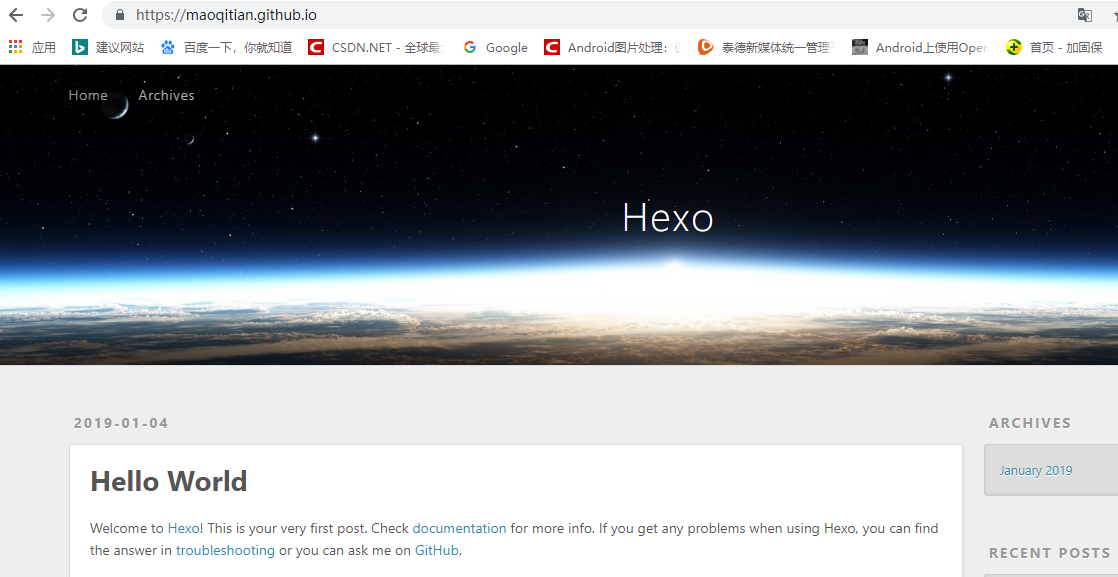 https://maoqitian.github.io
应用 建议网站 百度一下，你就知道 CSDN.NET - 全球最 Google Android图片处理： 泰德新媒体统一管理 Android上使用Open 首页 - 加固保
Home Archives
Hexo
2019-01-04
ARCHIVES
Hello World
January 2019
Welcome to Hexo! This is your very first post. Check documentation for more info. If you get any problems when using Hexo, you can find
the answer in troubleshooting or you can ask me on GitHub.
RECENT POSTS